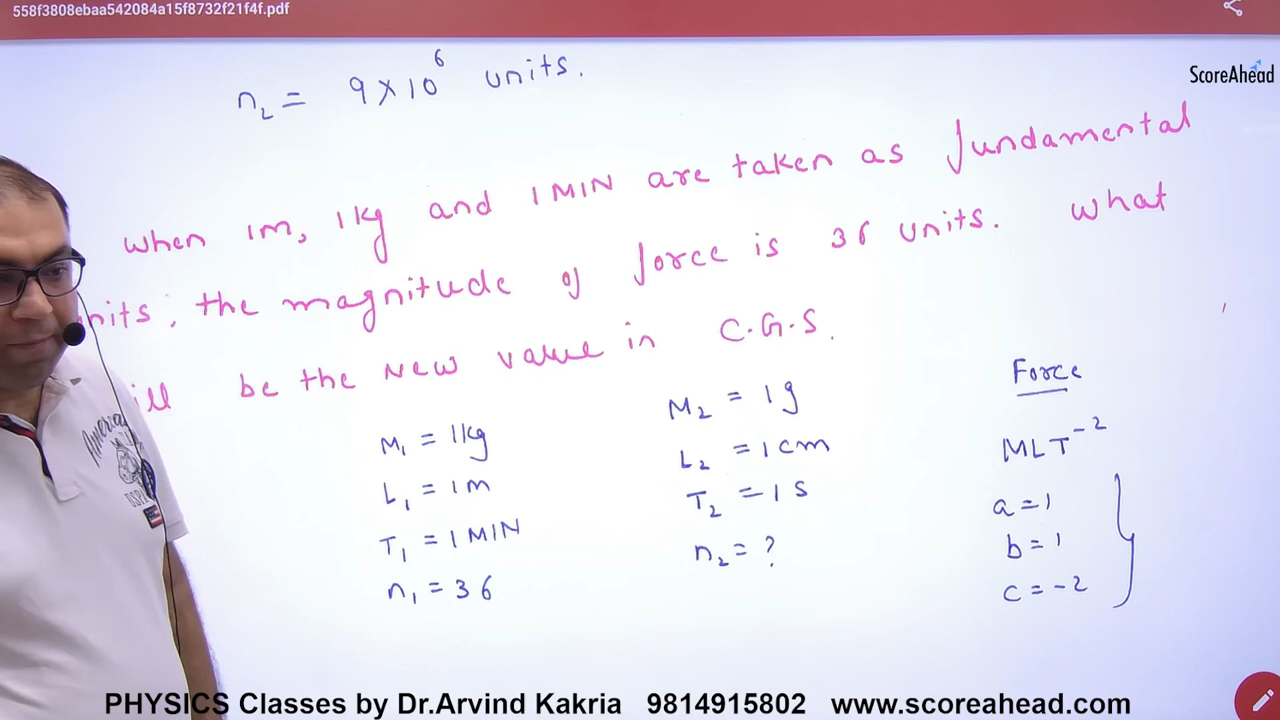 558f3808ebaa542084a15f8732f21f4f.pdf
ScoreAhead
n₂ = 9×10⁶ units.
When 1m, 1kg and 1 MIN are taken as fundamental
nits, the magnitude of force is 36 units. What
ill be the new value in C.G.S.
Force
M₁ = 1kg
M₂ = 1g
MLT⁻²
L₁ = 1m
L₂ = 1cm
a = 1
T₁ = 1 MIN
T₂ = 1s
b = 1
n₁ = 36
n₂ = ?
c = -2
PHYSICS Classes by Dr.Arvind Kakria 9814915802 www.scoreahead.com